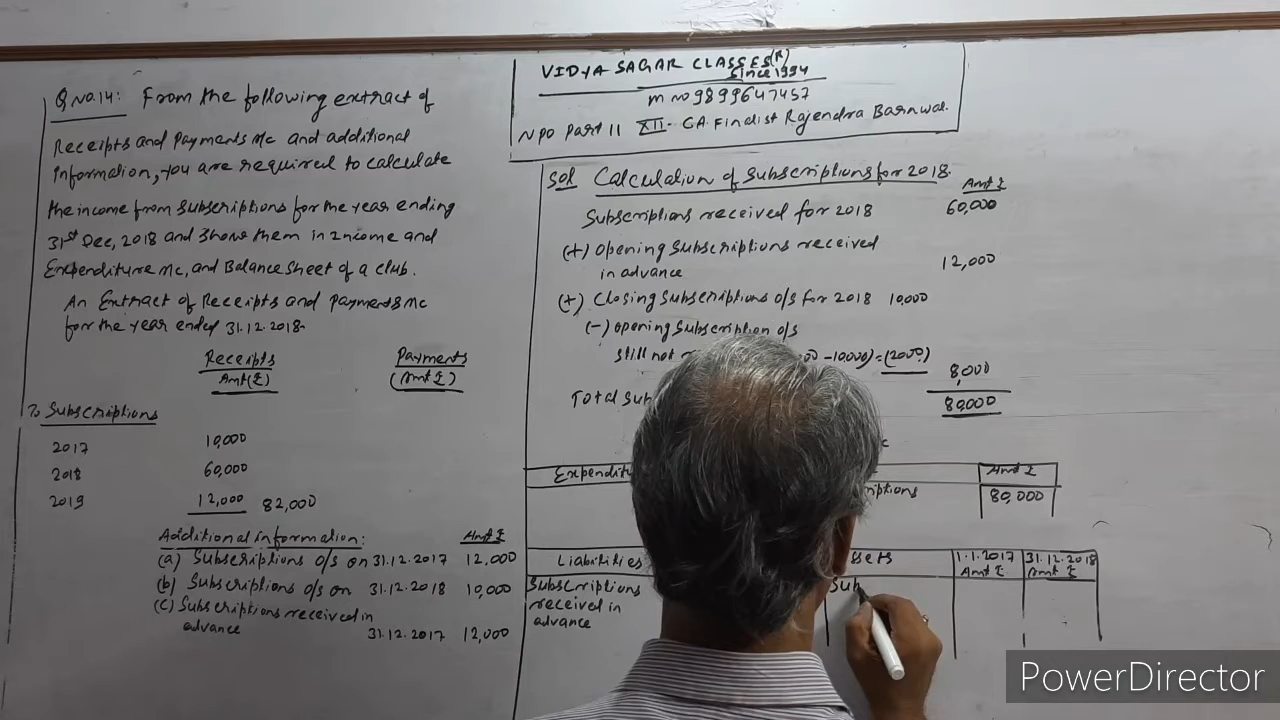 Q No.14: From the following extract of
Receipts and Payments A/c and additional
information, you are required to calculate
the income from subscriptions for the year ending
31st Dec, 2018 and show them in Income and
Expenditure A/c, and Balance Sheet of a club.
An Extract of Receipts and Payments A/c
for the year ended 31.12.2018.
Receipts Payments
Amt(₹) (Amt ₹)
To Subscriptions
2017 10,000
2018 60,000
2019 12,000 82,000
Additional information: Amt ₹
(a) Subscriptions o/s on 31.12.2017 12,000
(b) Subscriptions o/s on 31.12.2018 10,000
(c) Subscriptions received in
advance
31.12.2017 12,000
VIDYA SAGAR CLASSES (R)
Since 1994
M no 9899647457
NPO Part II XII. CA Finalist Rajendra Barnwal.
Sol Calculation of Subscriptions for 2018.
Amt ₹
Subscriptions received for 2018 60,000
(+) Opening Subscriptions received
in advance 12,000
(+) Closing Subscriptions o/s for 2018 10,000
(-) Opening Subscription o/s
still not -10000) = (2000) 8,000
Total Sub 80,000
Expenditu Amt ₹
riptions 80,000
Liabilities ssets 1.1.2017 31.12.2018
Amt ₹ Amt ₹
Subscriptions Sub
received in
advance
PowerDirector